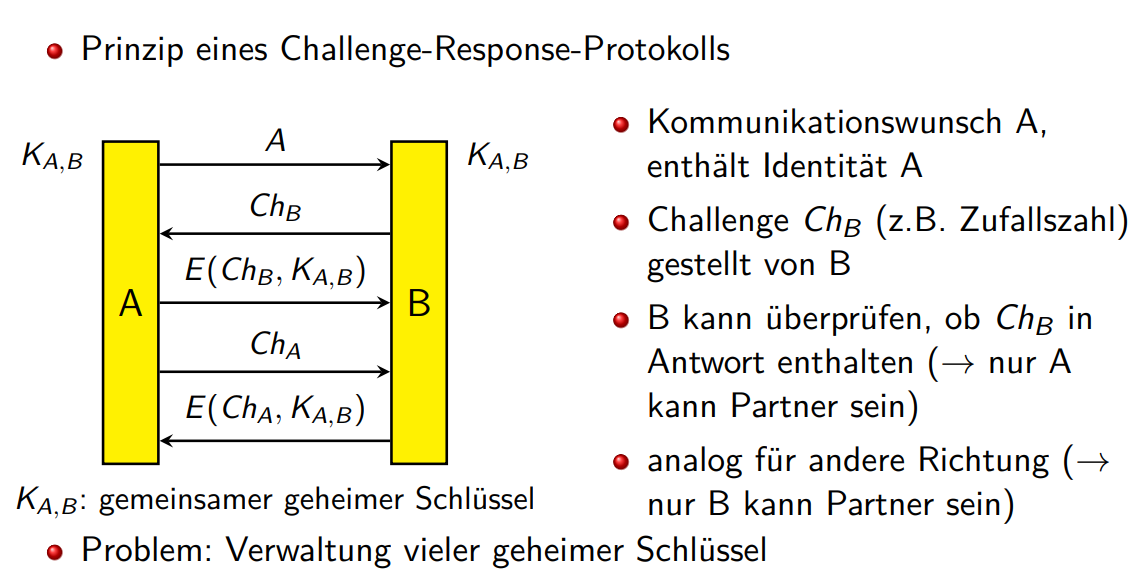 Prinzip eines Challenge-Response-Protokolls
K_{A,B}
A
K_{A,B}
Ch_B
E(Ch_B, K_{A,B})
A
B
Ch_A
E(Ch_A, K_{A,B})
K_{A,B}: gemeinsamer geheimer Schlüssel
Kommunikationswunsch A,
enthält Identität A
Challenge Ch_B (z.B. Zufallszahl)
gestellt von B
B kann überprüfen, ob Ch_B in
Antwort enthalten (→ nur A
kann Partner sein)
analog für andere Richtung (→
nur B kann Partner sein)
Problem: Verwaltung vieler geheimer Schlüssel